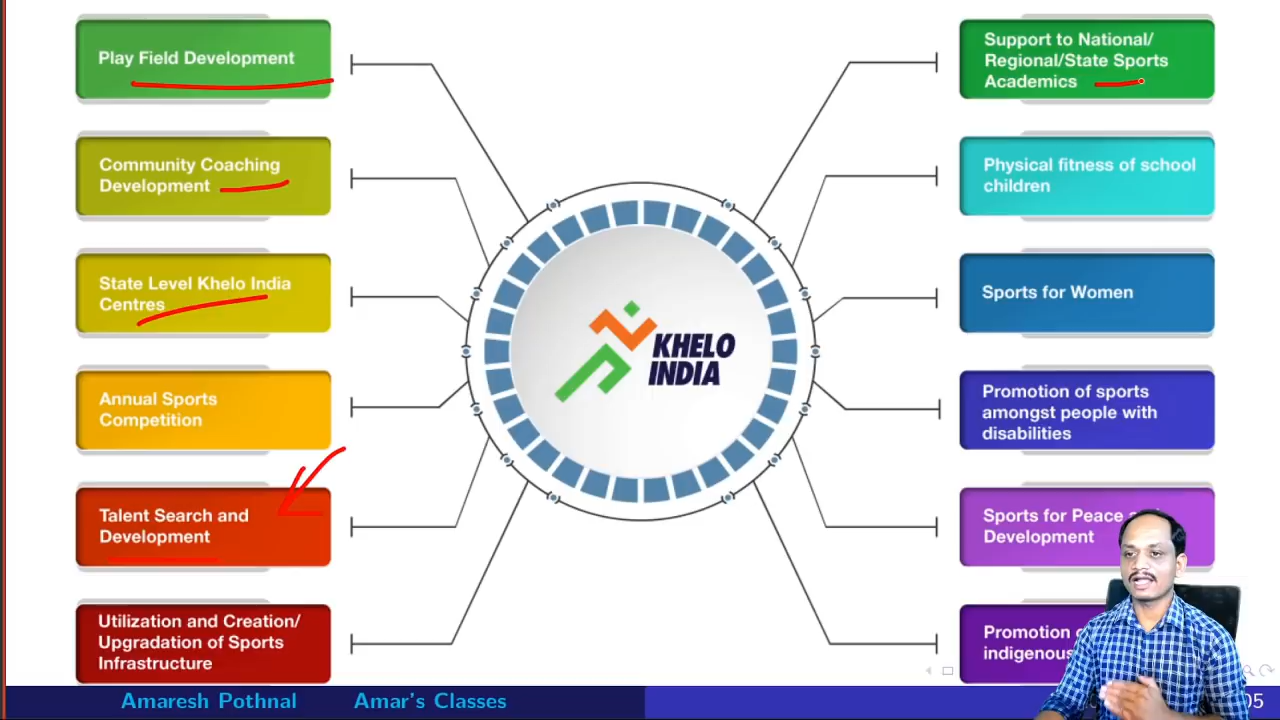 Play Field Development
Community Coaching
Development
State Level Khelo India
Centres
Annual Sports
Competition
Talent Search and
Development
Utilization and Creation/
Upgradation of Sports
Infrastructure
KHELO
INDIA
Support to National/
Regional/State Sports
Academics
Physical fitness of school
children
Sports for Women
Promotion of sports
amongst people with
disabilities
Sports for Peace
Development
Promotion
indigenous
Amaresh Pothnal Amar's Classes
05